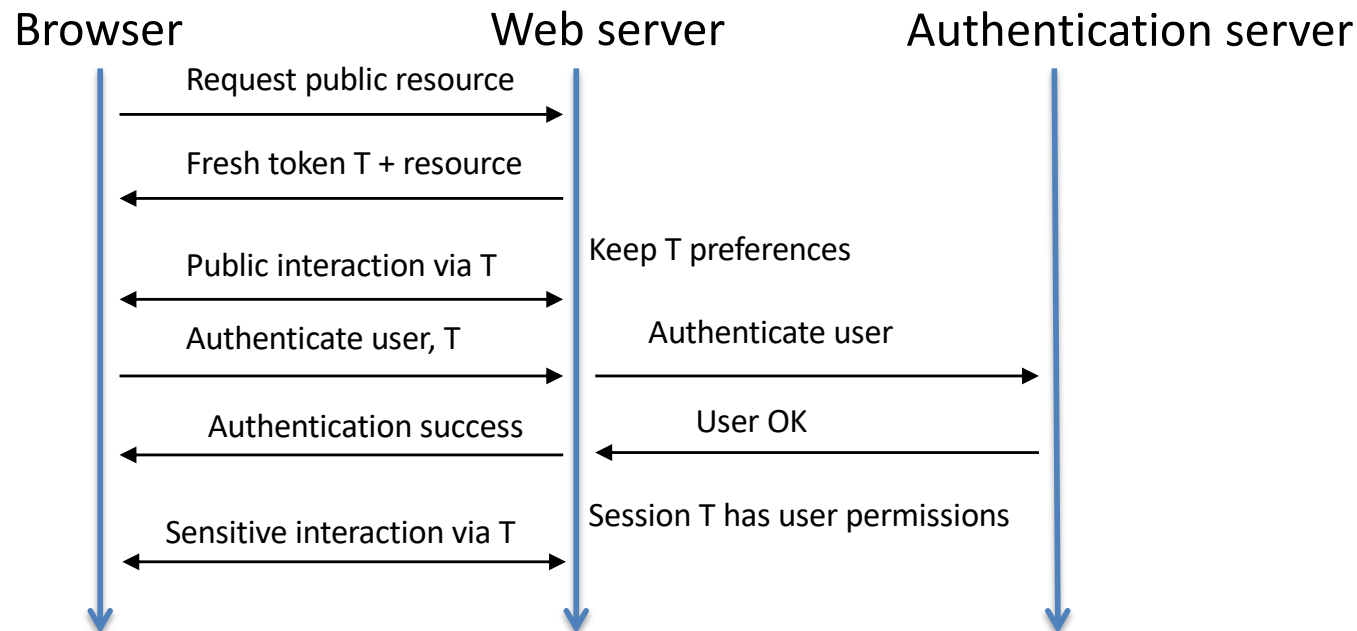 Browser
Web server
Authentication server
Request public resource
Fresh token T + resource
Keep T preferences
Public interaction via T
Authenticate user, T
Authenticate user
Authentication success
User OK
Session T has user permissions
Sensitive interaction via T